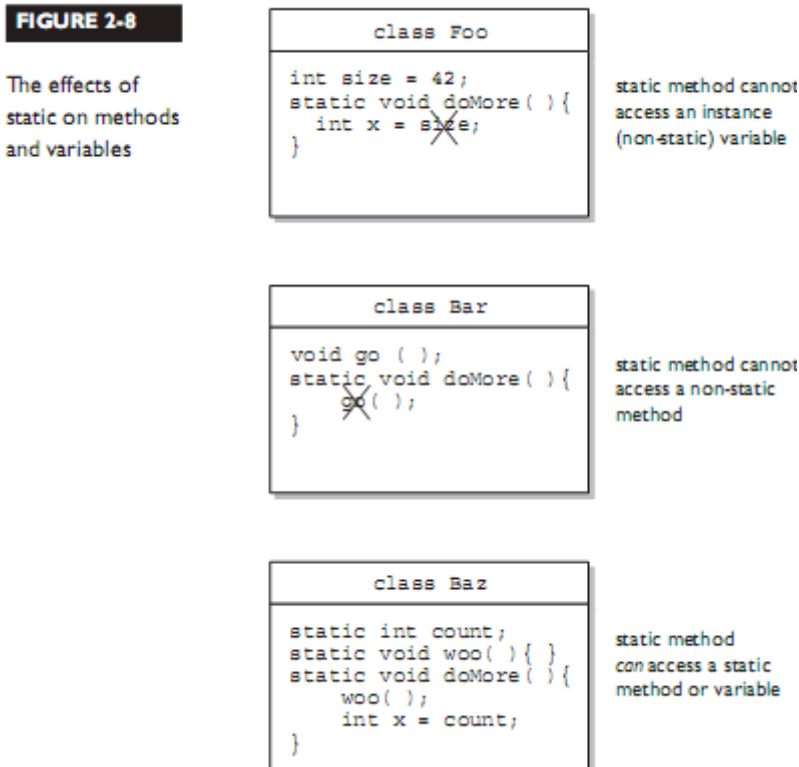 FIGURE 2-8
The effects of
static on methods
and variables
class Foo
int size = 42;
static void doMore( ){
int x = size;
}
static method cannot
access an instance
(non-static) variable
class Bar
void go ( );
static void doMore( ){
go( );
}
static method cannot
access a non-static
method
class Baz
static int count;
static void woo( ){ }
static void doMore( ){
woo( );
int x = count;
}
static method
can access a static
method or variable